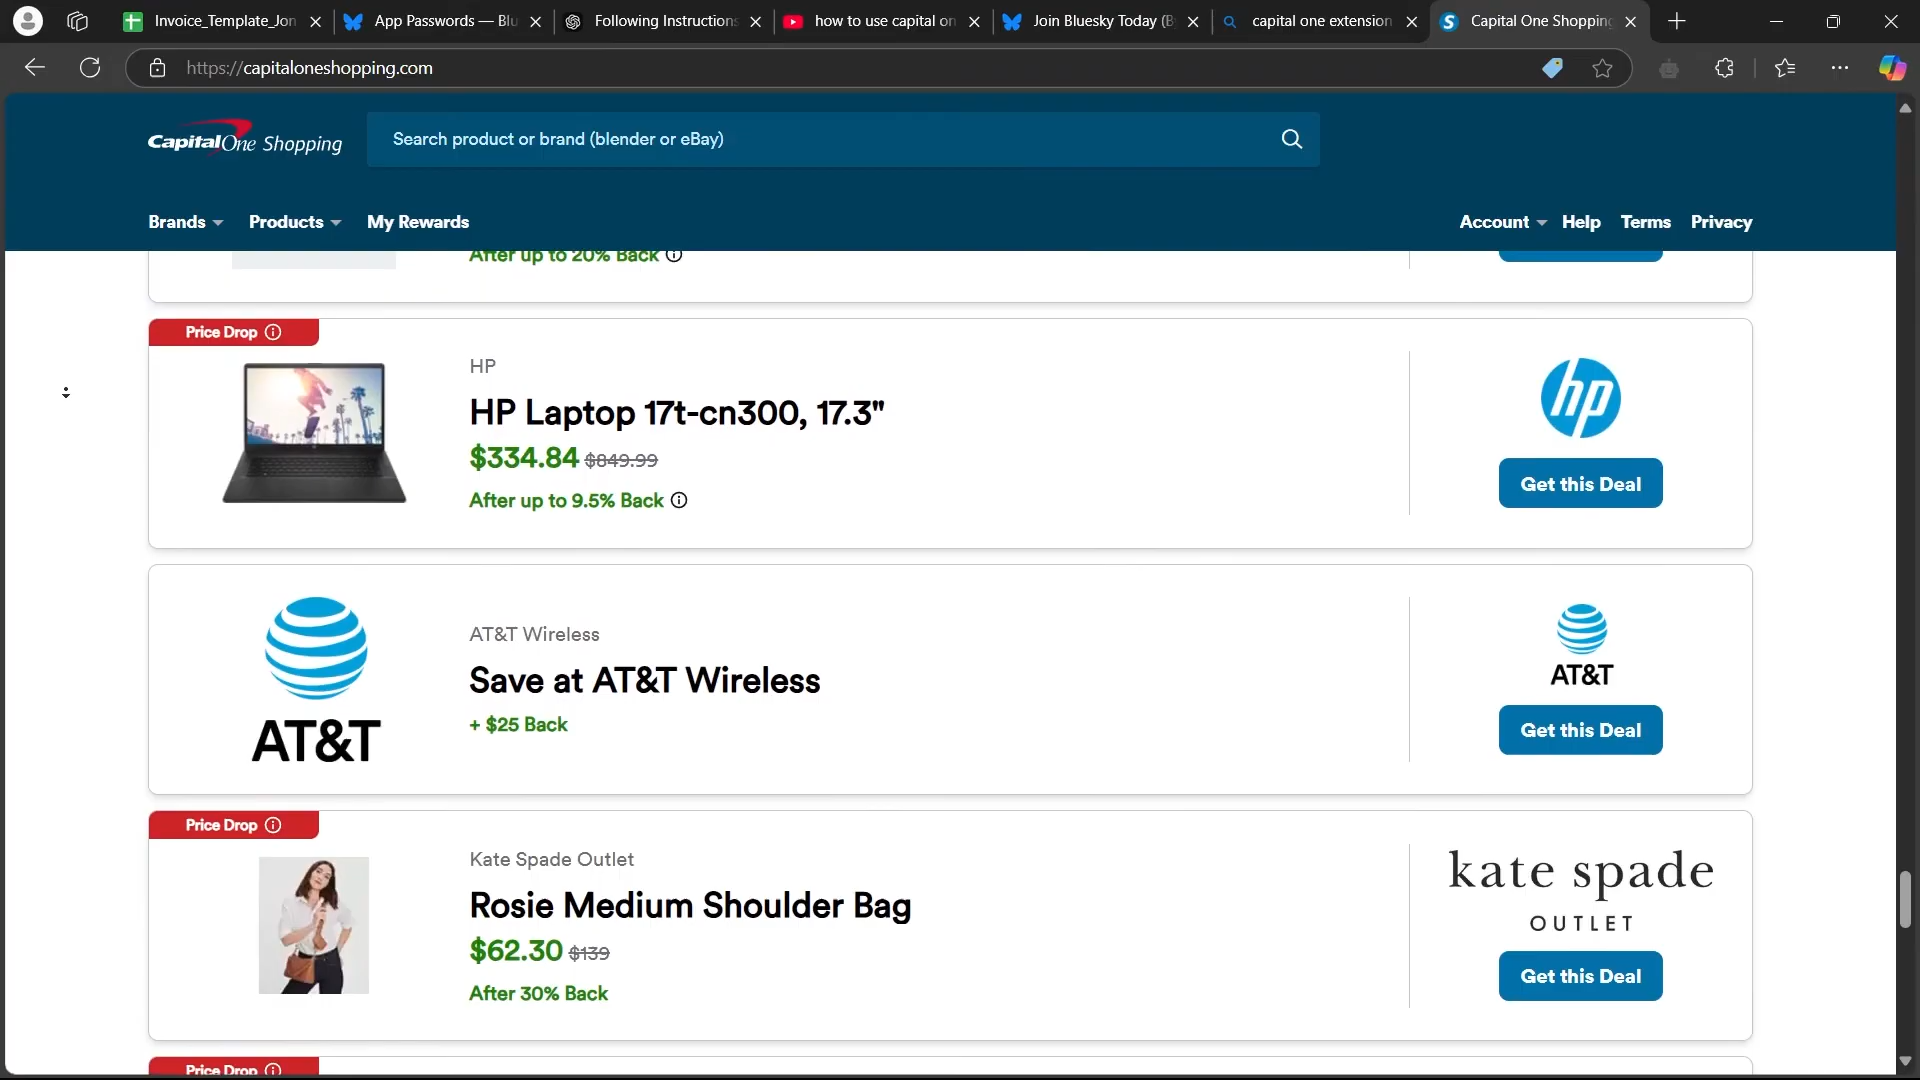 Invoice_Template_Jon
App Passwords — Blu
Following Instructions
how to use capital on
Join Bluesky Today (B
capital one extension
Capital One Shopping
https://capitaloneshopping.com
CapitalOne Shopping
Search product or brand (blender or eBay)
Brands
Products
My Rewards
Account
Help
Terms
Privacy
After up to 20% Back
Price Drop
HP
HP Laptop 17t-cn300, 17.3"
$334.84 $849.99
After up to 9.5% Back
hp
Get this Deal
AT&T
AT&T Wireless
Save at AT&T Wireless
+ $25 Back
AT&T
Get this Deal
Price Drop
Kate Spade Outlet
Rosie Medium Shoulder Bag
$62.30 $139
After 30% Back
kate spade
OUTLET
Get this Deal
Price Drop